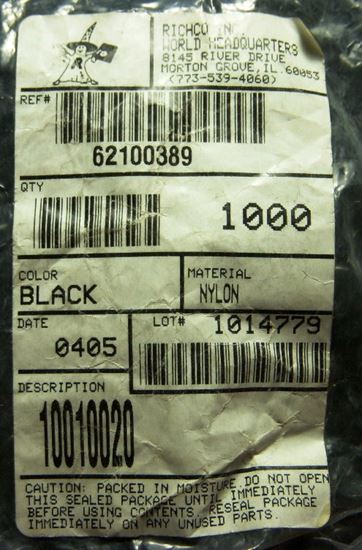 RICHCO INC
WORLD HEADQUARTERS
8145 RIVER DRIVE
MORTON GROVE, IL. 60053
(773-539-4060)
REF#
62100389
QTY
1000
COLOR
BLACK
MATERIAL
NYLON
DATE
0405
LOT# 1014779
DESCRIPTION
10010020
CAUTION: PACKED IN MOISTURE. DO NOT OPEN
THIS SEALED PACKAGE UNTIL IMMEDIATELY
BEFORE USING CONTENTS. RESEAL PACKAGE
IMMEDIATELY ON ANY UNUSED PARTS.